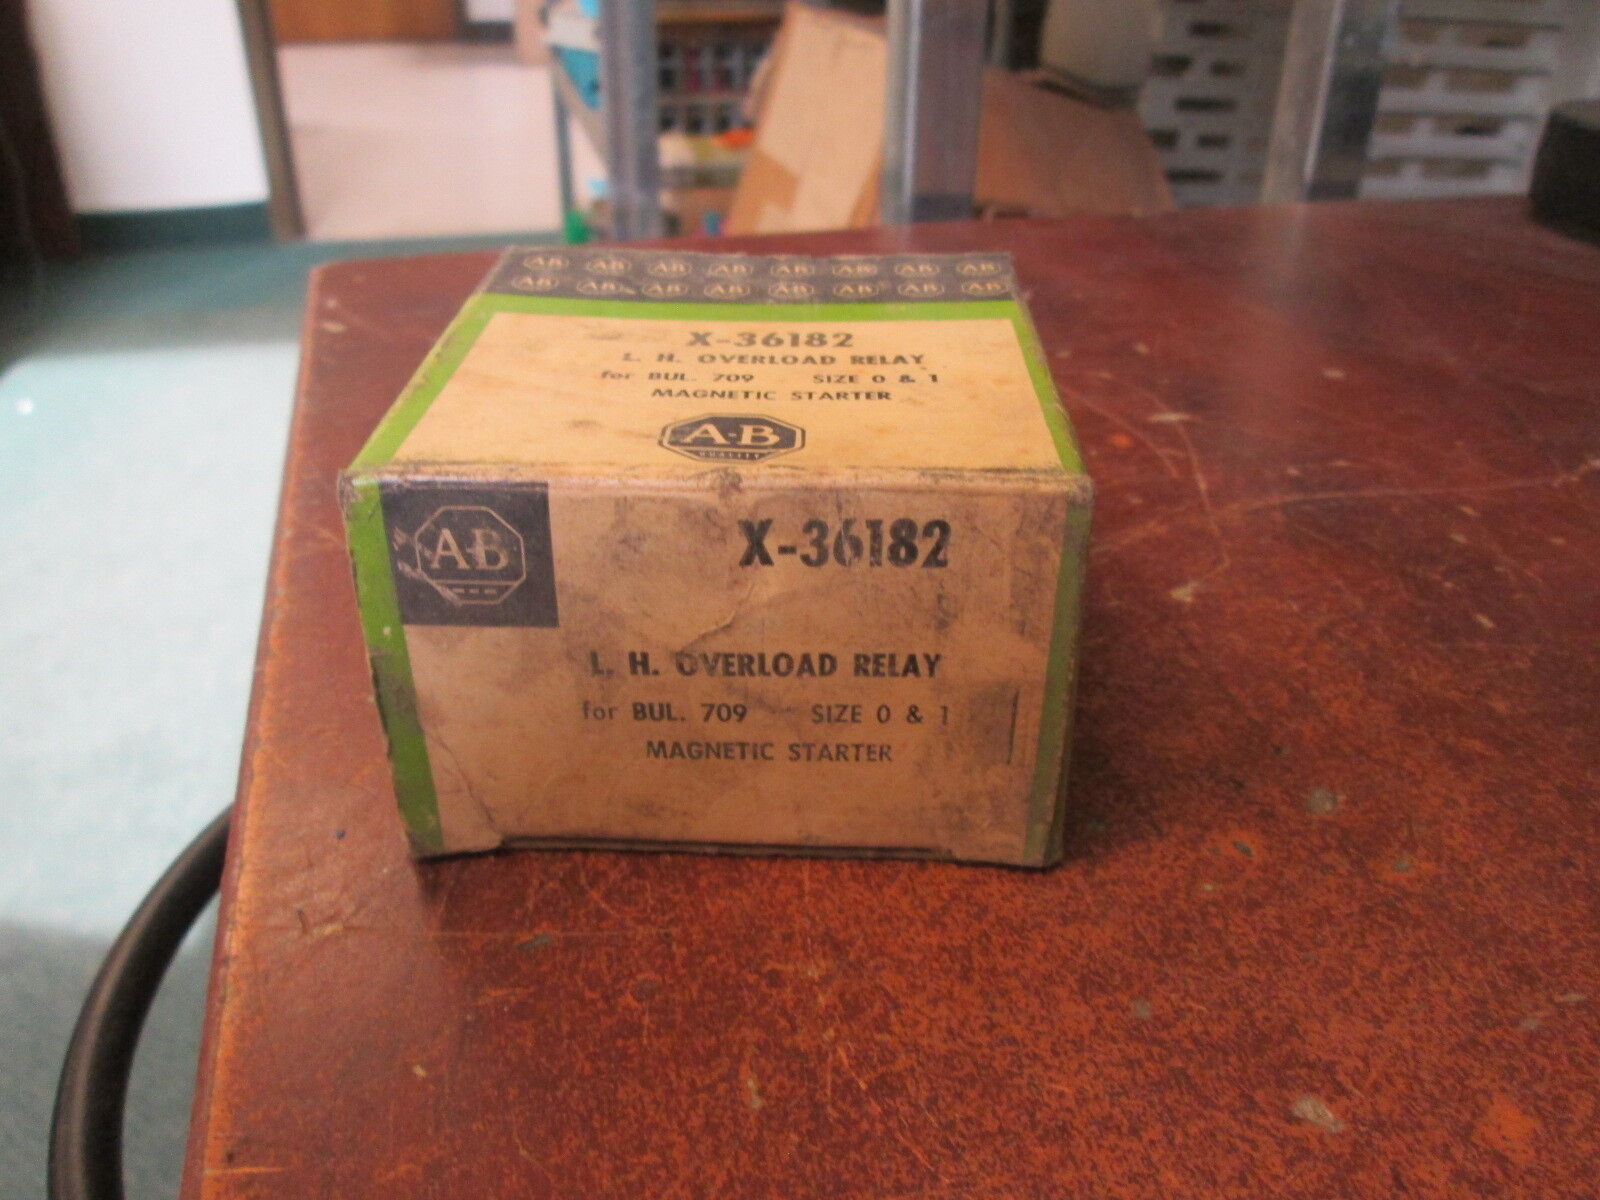 AB AB AB AB AB AB AB AB
AB AB AB AB AB AB AB AB
X-36182
L. H. OVERLOAD RELAY
for BUL. 709 SIZE 0 & 1
MAGNETIC STARTER
A-B
QUALITY
A-B
X-36182
L. H. OVERLOAD RELAY
for BUL. 709 SIZE 0 & 1
MAGNETIC STARTER